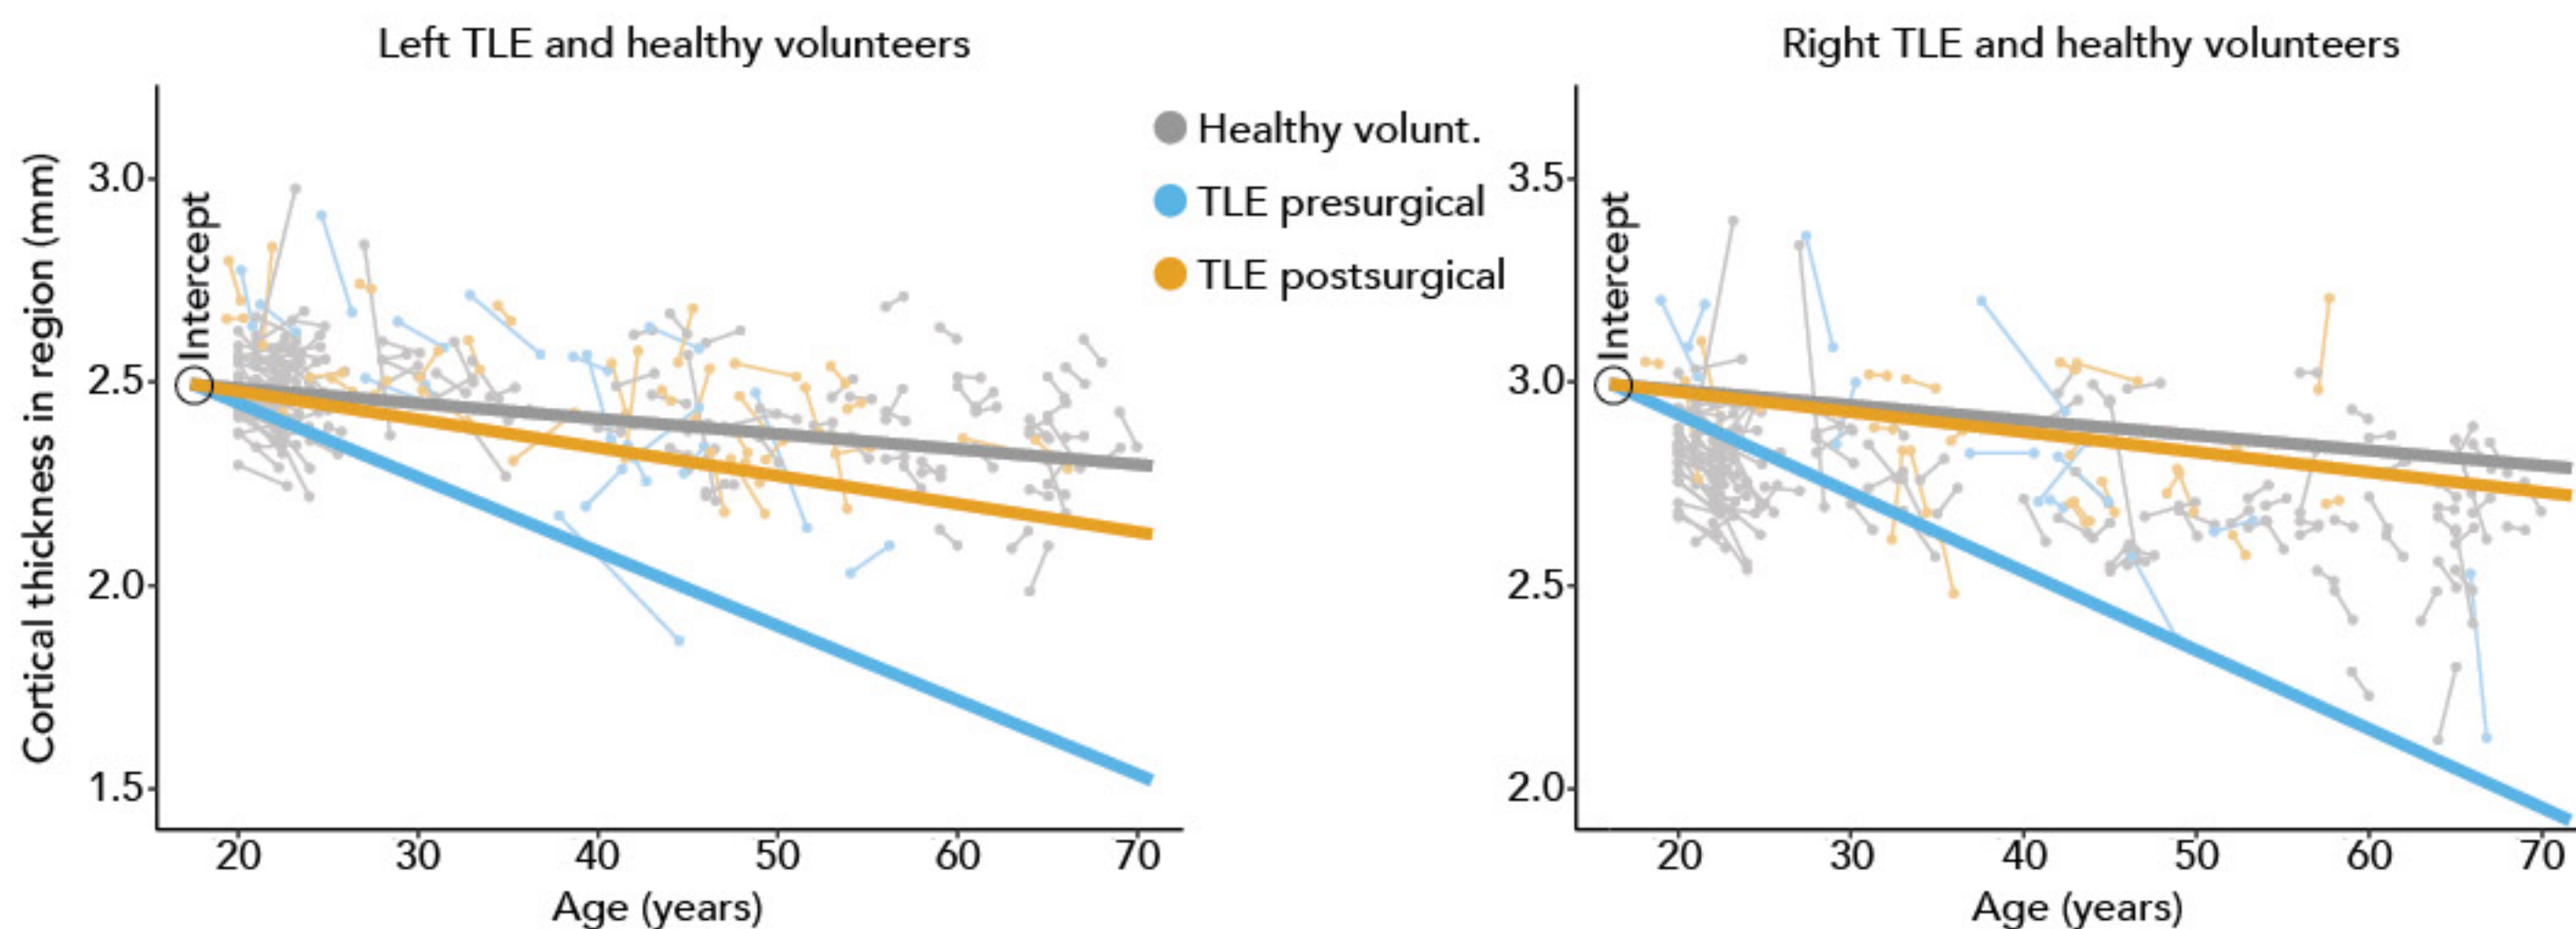 Left TLE and healthy volunteers
Cortical thickness in region (mm)
3.0
2.5
2.0
1.5
Intercept
20 30 40 50 60 70
Age (years)
Healthy volunt.
TLE presurgical
TLE postsurgical
Right TLE and healthy volunteers
3.5
3.0
2.5
2.0
Intercept
20 30 40 50 60 70
Age (years)